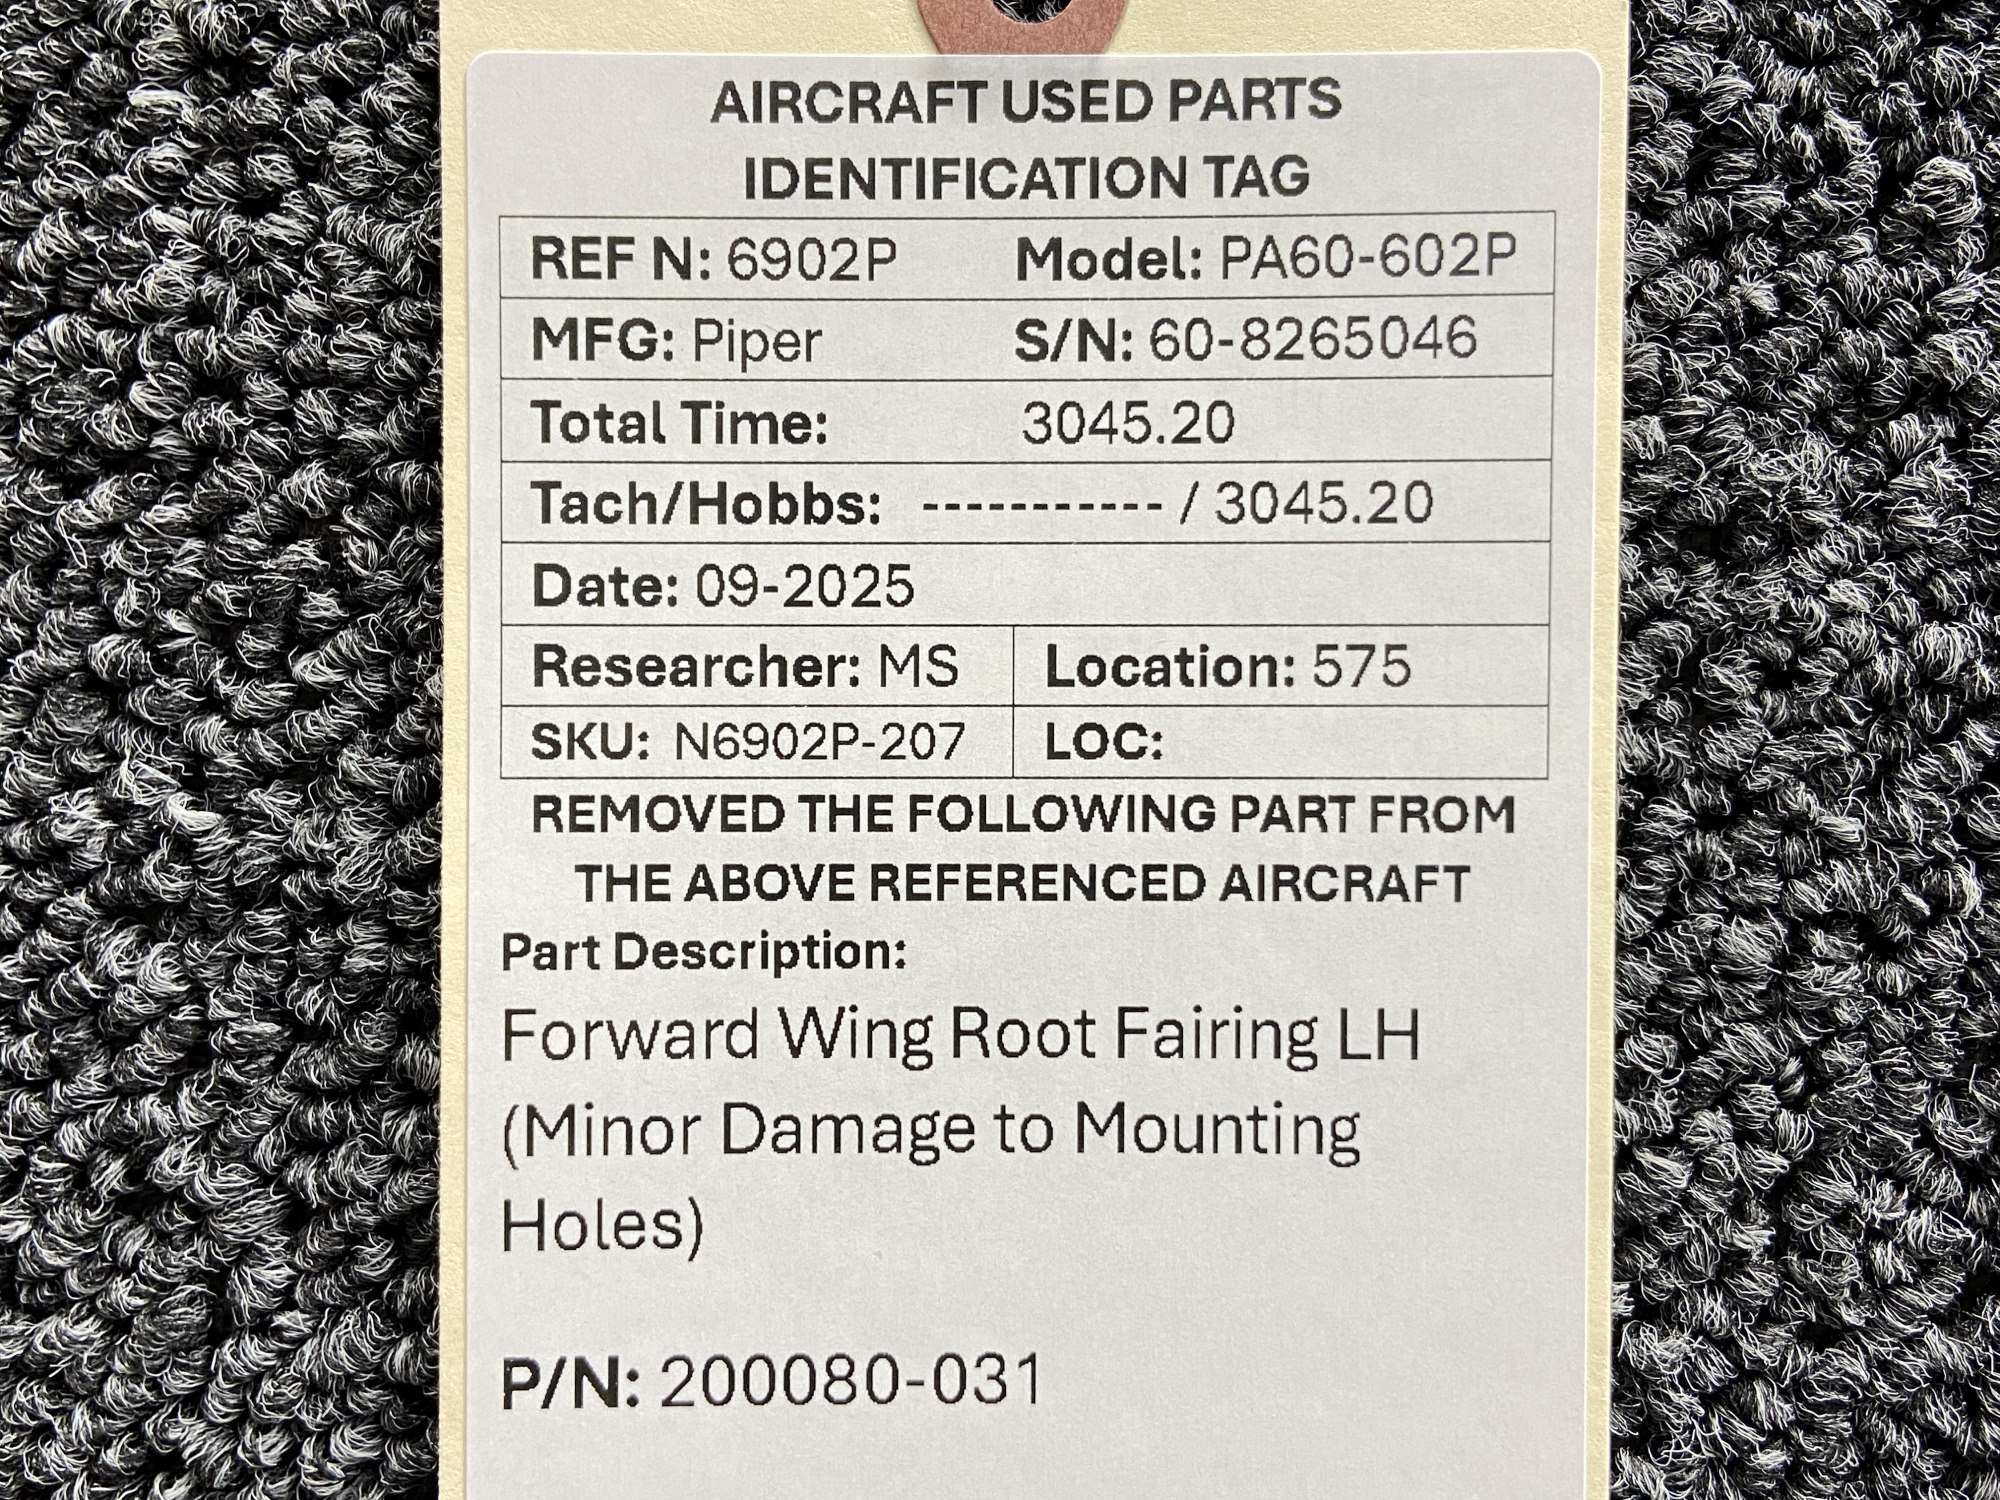 AIRCRAFT USED PARTS
IDENTIFICATION TAG
REF N: 6902P Model: PA60-602P
MFG: Piper S/N: 60-8265046
Total Time: 3045.20
Tach/Hobbs: ----------- / 3045.20
Date: 09-2025
Researcher: MS Location: 575
SKU: N6902P-207 LOC:
REMOVED THE FOLLOWING PART FROM
THE ABOVE REFERENCED AIRCRAFT
Part Description:
Forward Wing Root Fairing LH
(Minor Damage to Mounting
Holes)
P/N: 200080-031